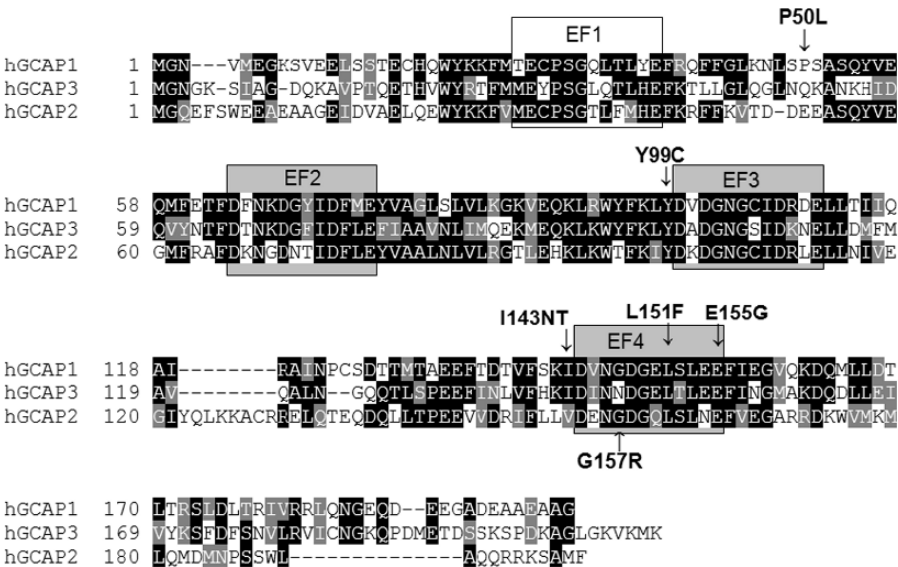 P50L
EF1
hGCAP1 1 MGN---VMEGKSVEELSSTECHQWYKKFMTECPSGQLTLYEFRQFFGLKNLSPSASQYVE
hGCAP3 1 MGNGK-SIAG-DQKAVPTQETHVWYRTFMMEYPSGLQTLHEFKTLLGLQGLNQKANKHID
hGCAP2 1 MGQEFSWEEAEAAGEIDVAELQEWYKKFVMECPSGTLFMHEFKRFFKVTD-DEEASQYVE
Y99C
EF2 EF3
hGCAP1 58 QMFETFDFNKDGYIDFMEYVAGLSLVLKGKVEQKLRWYFKLYDVDGNGCIDRDELLTIIQ
hGCAP3 59 QVYNTFDTNKDGFIDFLEFIAAVNLIMQEKMEQKLKWYFKLYDADGNGSIDKNELLDMFM
hGCAP2 60 GMFRAFDKNGDNTIDFLEYVAALNLVLRGTLEHKLKWTFKIYDKDGNGCIDRLELLNIVE
I143NT L151F E155G
EF4
hGCAP1 118 AI--------RAINPCSDTTMTAEEFTDTVFSKIDVNGDGELSLEEFIEGVQKDQMLLDT
hGCAP3 119 AV--------QALN--GQQTLSPEEFINLVFHKIDINNDGELTLEEFINGMAKDQDLLEI
hGCAP2 120 GIYQLKKACRRELQTEQDQLLTPEEVVDRIFLLVDENGDGQLSLNEFVEGARRDKWVMKM
G157R
hGCAP1 170 LTRSLDLTRIVRRLQNGEQD--EEGADEAAEAAG
hGCAP3 169 VYKSFDFSNVLRVICNGKQPDMETDSSKSPDKAGLGKVKMK
hGCAP2 180 LQMDMNPSSWL--------------AQQRRKSAMF